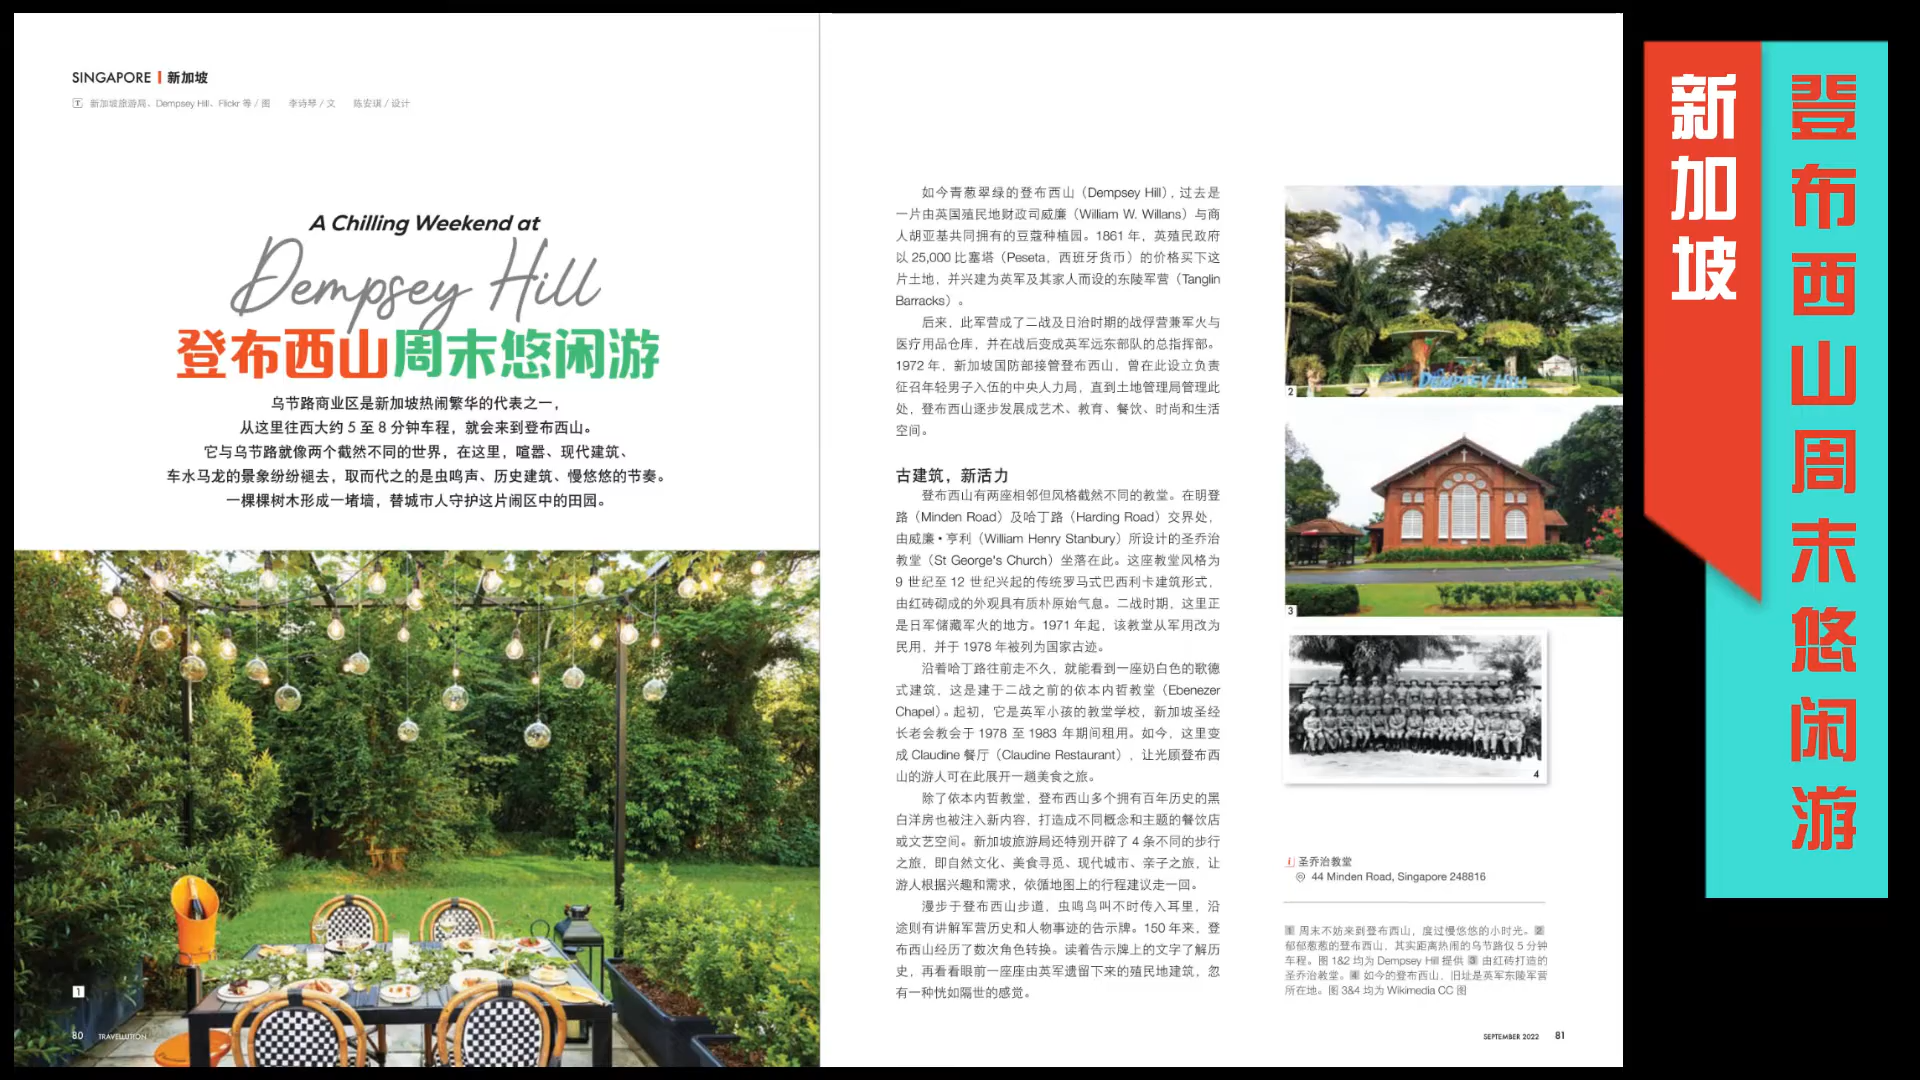 SINGAPORE | 新加坡
新加坡旅游局、Dempsey Hill、Flickr 等 / 图 李诗琴 / 文 陈安琪 / 设计
A Chilling Weekend at
Dempsey Hill
登布西山周末悠闲游
乌节路商业区是新加坡热闹繁华的代表之一，
从这里往西大约 5 至 8 分钟车程，就会来到登布西山。
它与乌节路就像两个截然不同的世界，在这里，喧嚣、现代建筑、
车水马龙的景象纷纷褪去，取而代之的是虫鸣声、历史建筑、慢悠悠的节奏。
一棵棵树木形成一堵墙，替城市人守护这片闹区中的田园。
1
80 TRAVELLUTION
如今青葱翠绿的登布西山（Dempsey Hill），过去是
一片由英国殖民地财政司威廉（William W. Willans）与商
人胡亚基共同拥有的豆蔻种植园。1861 年，英殖民政府
以 25,000 比塞塔（Peseta，西班牙货币）的价格买下这
片土地，并兴建为英军及其家人而设的东陵军营（Tanglin
Barracks）。
后来，此军营成了二战及日治时期的战俘营兼军火与
医疗用品仓库，并在战后变成英军远东部队的总指挥部。
1972 年，新加坡国防部接管登布西山，曾在此设立负责
征召年轻男子入伍的中央人力局，直到土地管理局管理此
处，登布西山逐步发展成艺术、教育、餐饮、时尚和生活
空间。
古建筑，新活力
登布西山有两座相邻但风格截然不同的教堂。在明登
路（Minden Road）及哈丁路（Harding Road）交界处，
由威廉•亨利（William Henry Stanbury）所设计的圣乔治
教堂（St George's Church）坐落在此。这座教堂风格为
9 世纪至 12 世纪兴起的传统罗马式巴西利卡建筑形式，
由红砖砌成的外观具有质朴原始气息。二战时期，这里正
是日军储藏军火的地方。1971 年起，该教堂从军用改为
民用，并于 1978 年被列为国家古迹。
沿着哈丁路往前走不久，就能看到一座奶白色的歌德
式建筑，这是建于二战之前的依本内哲教堂（Ebenezer
Chapel）。起初，它是英军小孩的教堂学校，新加坡圣经
长老会教会于 1978 至 1983 年期间租用。如今，这里变
成 Claudine 餐厅（Claudine Restaurant），让光顾登布西
山的游人可在此展开一趟美食之旅。
除了依本内哲教堂，登布西山多个拥有百年历史的黑
白洋房也被注入新内容，打造成不同概念和主题的餐饮店
或文艺空间。新加坡旅游局还特别开辟了 4 条不同的步行
之旅，即自然文化、美食寻觅、现代城市、亲子之旅，让
游人根据兴趣和需求，依循地图上的行程建议走一回。
漫步于登布西山步道，虫鸣鸟叫不时传入耳里，沿
途则有讲解军营历史和人物事迹的告示牌。150 年来，登
布西山经历了数次角色转换。读着告示牌上的文字了解历
史，再看看眼前一座座由英军遗留下来的殖民地建筑，忽
有一种恍如隔世的感觉。
DEMPSEY HILL
2
3
4
i 圣乔治教堂
44 Minden Road, Singapore 248816
1 周末不妨来到登布西山，度过慢悠悠的小时光。2
郁郁葱葱的登布西山，其实距离热闹的乌节路仅 5 分钟
车程。图 1&2 均为 Dempsey Hill 提供 3 由红砖打造的
圣乔治教堂。4 如今的登布西山，旧址是英军东陵军营
所在地。图 3&4 均为 Wikimedia CC 图
SEPTEMBER 2022 81
新加坡
登布西山周末悠闲游